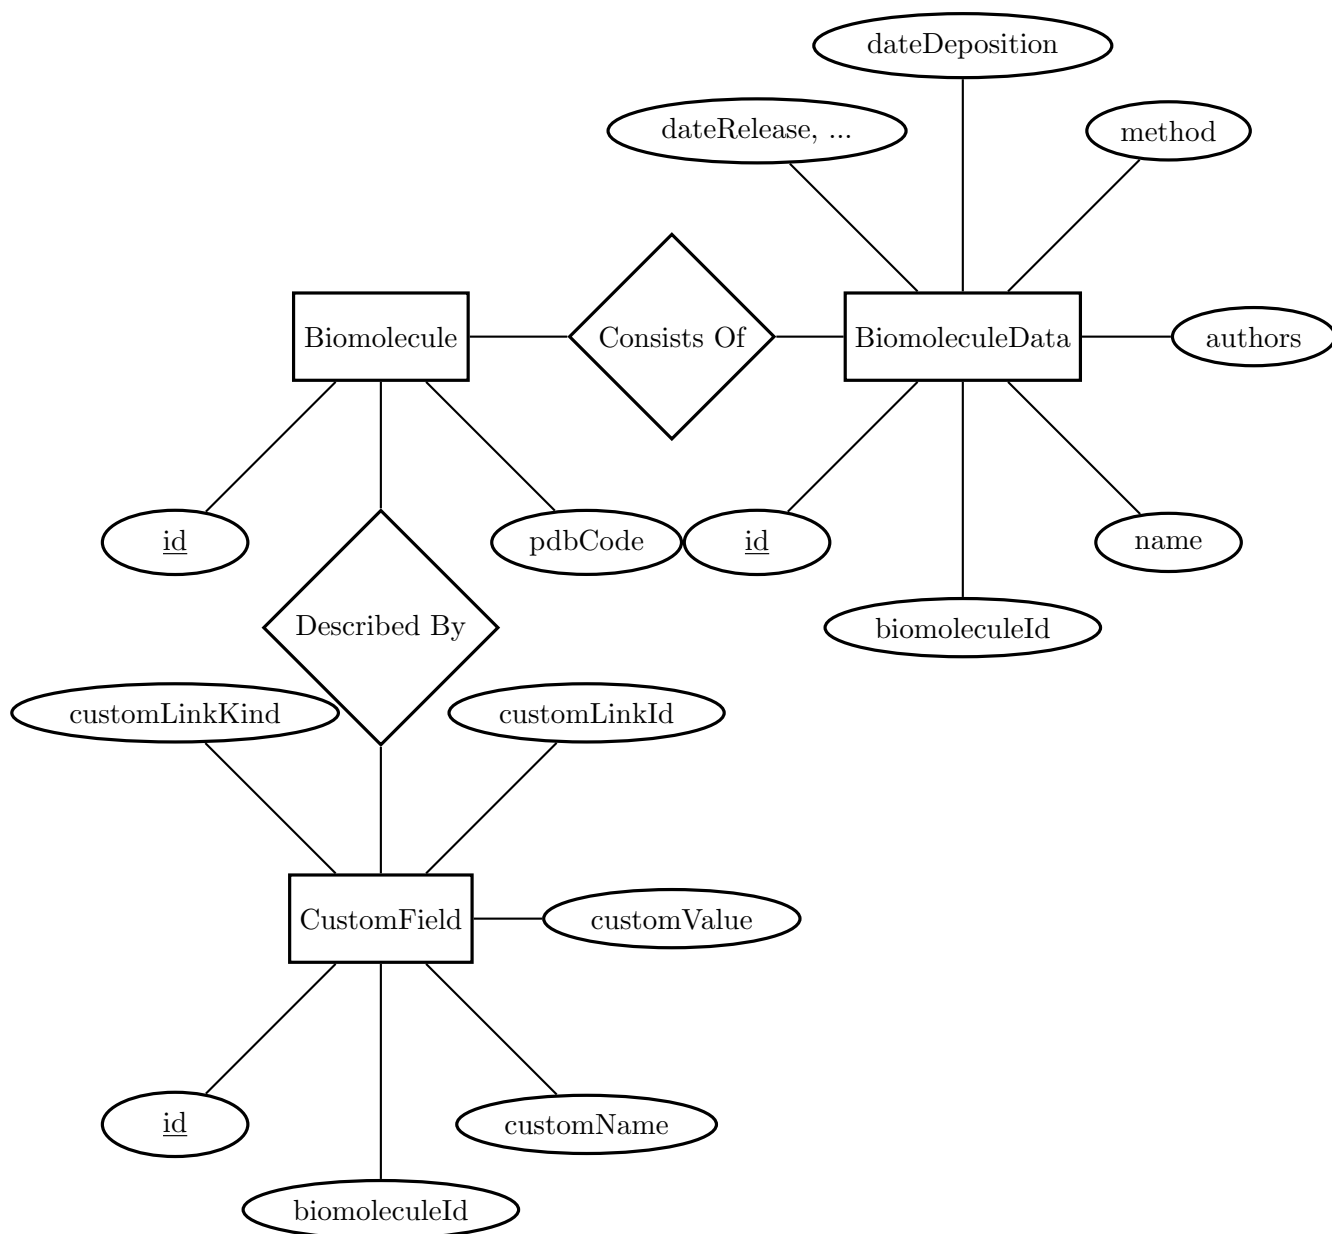 dateDeposition
dateRelease, ...
method
Biomolecule
Consists Of
BiomoleculeData
authors
id
pdbCode
id
name
Described By
biomoleculeId
customLinkKind
customLinkId
CustomField
customValue
id
customName
biomoleculeId